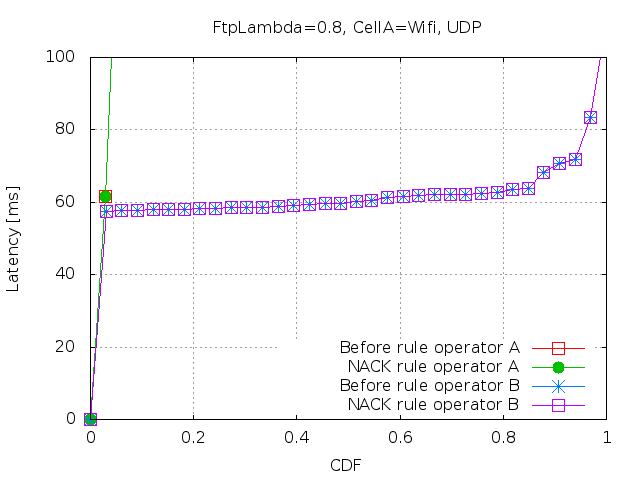 FtpLambda=0.8, CellA=Wifi, UDP
100
80
60
40
20
0
Latency [ms]
Before rule operator A
NACK rule operator A
Before rule operator B
NACK rule operator B
0 0.2 0.4 0.6 0.8 1
CDF